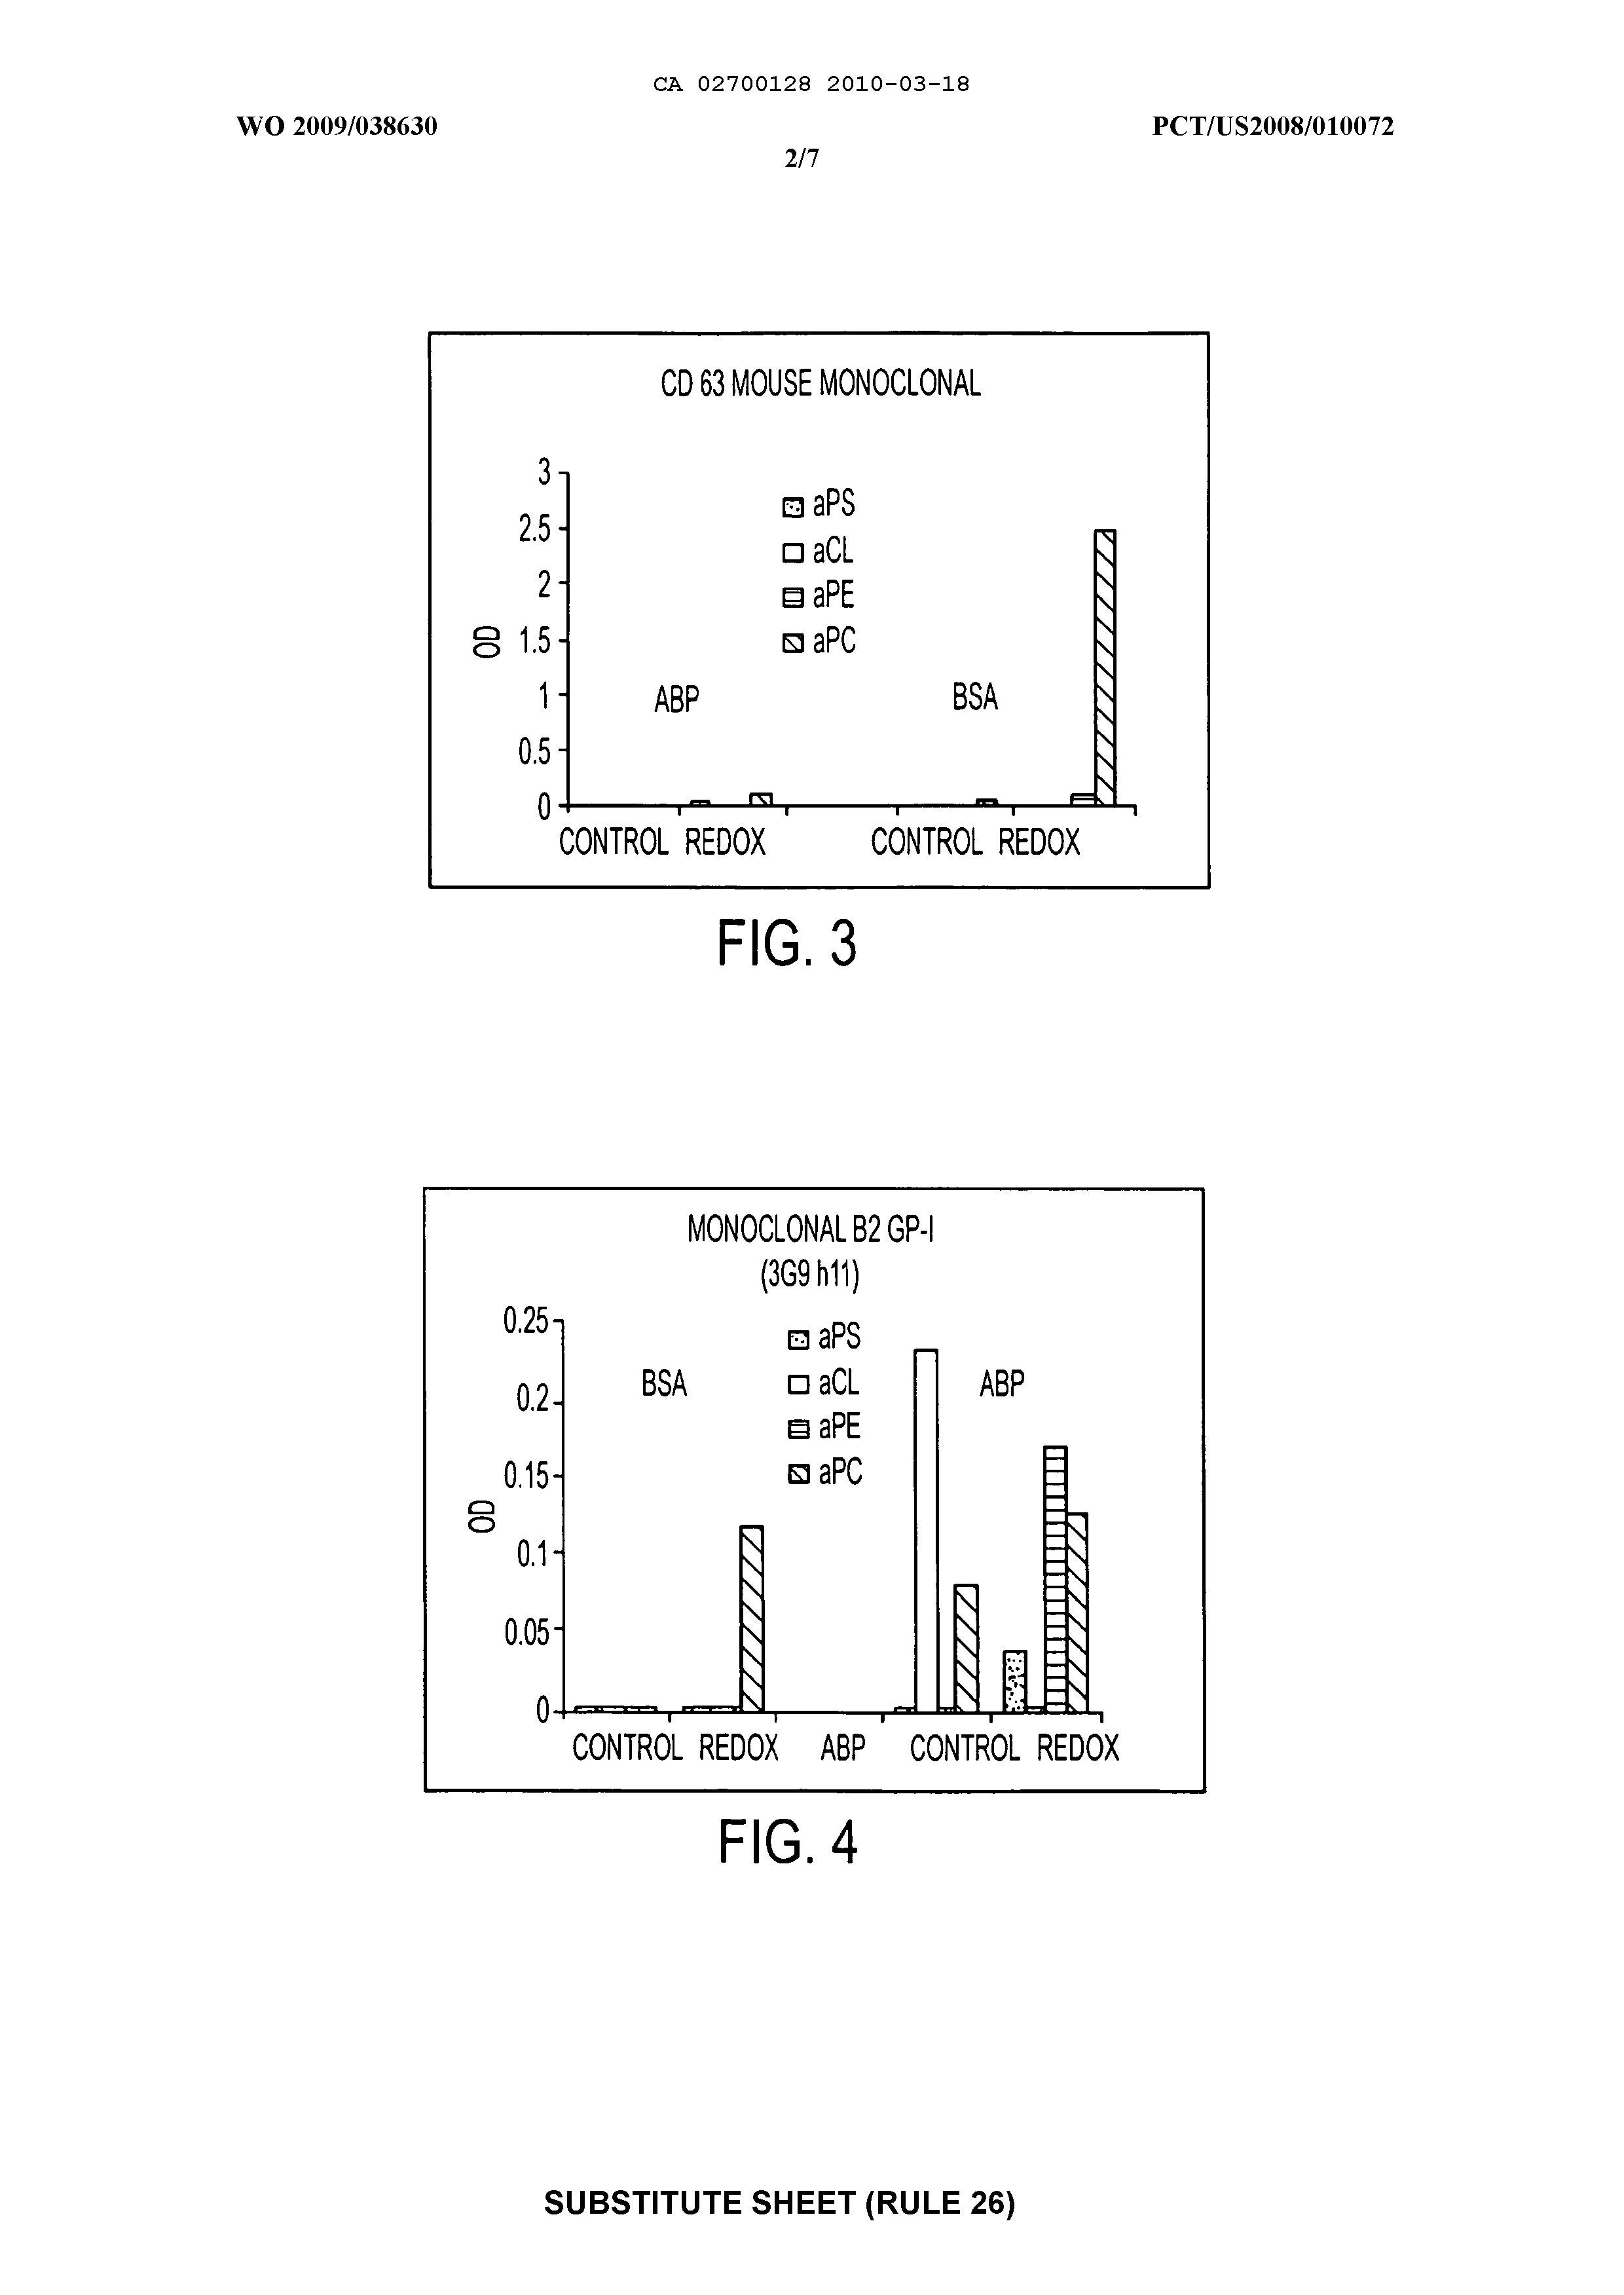 CA 02700128 2010-03-18
WO 2009/038630
PCT/US2008/010072
2/7
CD 63 MOUSE MONOCLONAL
3
2.5
2
1.5
1
0.5
0
OD
aPS
aCL
aPE
aPC
ABP
BSA
CONTROL REDOX
CONTROL REDOX
FIG. 3
MONOCLONAL B2 GP-I
(3G9 h11)
0.25
0.2
0.15
0.1
0.05
0
OD
BSA
aPS
aCL
aPE
aPC
ABP
CONTROL REDOX ABP CONTROL REDOX
FIG. 4
SUBSTITUTE SHEET (RULE 26)